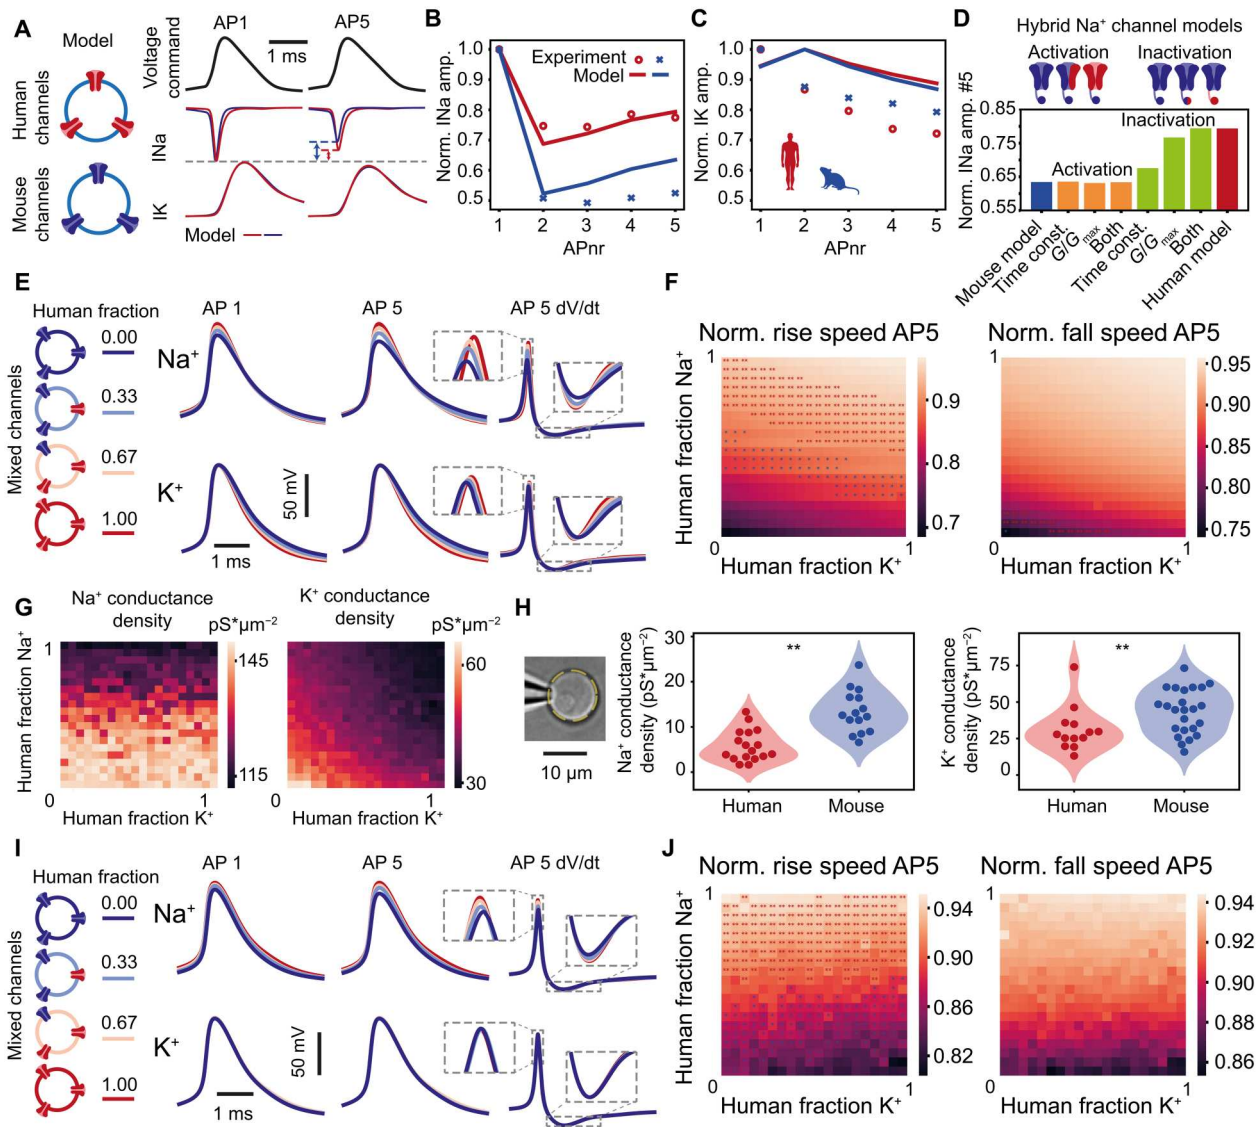 A
Model
Human channels
Mouse channels
AP1
AP5
1 ms
Voltage command
INa
IK
Model
B
Norm. INa amp.
1.0
0.9
0.8
0.7
0.6
0.5
Experiment
Model
1 2 3 4 5
APnr
C
Norm. IK amp.
1.0
0.9
0.8
0.7
0.6
0.5
1 2 3 4 5
APnr
D
Hybrid Na⁺ channel models
Activation
Inactivation
Norm. INa amp. #5
0.85
0.75
0.65
0.55
Inactivation
Activation
Mouse model
Time const.
G/Gmax
Both
Time const.
G/Gmax
Both
Human model
E
Human fraction
Mixed channels
0.00
0.33
0.67
1.00
AP 1
AP 5
AP 5 dV/dt
Na⁺
K⁺
50 mV
1 ms
F
Norm. rise speed AP5
Human fraction Na⁺
1
0
1
Human fraction K⁺
0.9
0.8
0.7
Norm. fall speed AP5
0
1
Human fraction K⁺
0.95
0.90
0.85
0.80
0.75
G
Na⁺ conductance density
pS*µm⁻²
Human fraction Na⁺
1
0
1
Human fraction K⁺
145
115
K⁺ conductance density
pS*µm⁻²
0
1
Human fraction K⁺
60
30
H
10 µm
Na⁺ conductance density (pS*µm⁻²)
30
20
10
0
**
Human
Mouse
K⁺ conductance density (pS*µm⁻²)
75
50
25
0
**
Human
Mouse
I
Human fraction
Mixed channels
0.00
0.33
0.67
1.00
AP 1
AP 5
AP 5 dV/dt
Na⁺
K⁺
50 mV
1 ms
J
Norm. rise speed AP5
Human fraction Na⁺
1
0
1
Human fraction K⁺
0.94
0.90
0.86
0.82
Norm. fall speed AP5
0
1
Human fraction K⁺
0.94
0.92
0.90
0.88
0.86